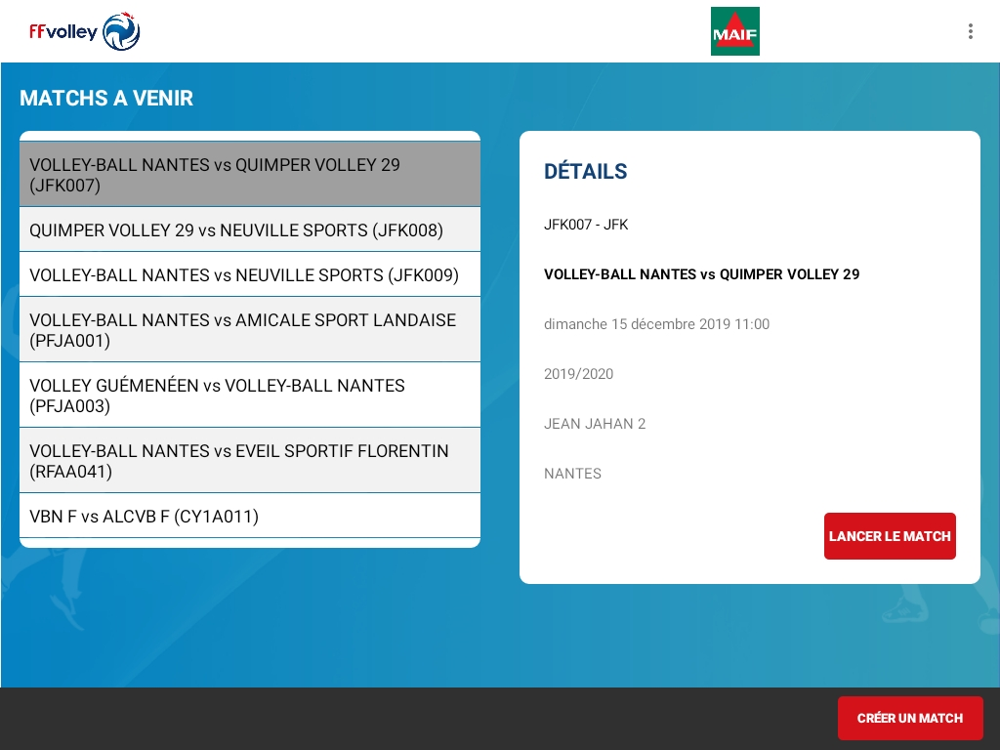 FFvolley
MAIF
MATCHS A VENIR
VOLLEY-BALL NANTES vs QUIMPER VOLLEY 29
(JFK007)
QUIMPER VOLLEY 29 vs NEUVILLE SPORTS (JFK008)
VOLLEY-BALL NANTES vs NEUVILLE SPORTS (JFK009)
VOLLEY-BALL NANTES vs AMICALE SPORT LANDAISE
(PFJA001)
VOLLEY GUÉMENÉEN vs VOLLEY-BALL NANTES
(PFJA003)
VOLLEY-BALL NANTES vs EVEIL SPORTIF FLORENTIN
(RFAA041)
VBN F vs ALCVB F (CY1A011)
DÉTAILS
JFK007 - JFK
VOLLEY-BALL NANTES vs QUIMPER VOLLEY 29
dimanche 15 décembre 2019 11:00
2019/2020
JEAN JAHAN 2
NANTES
LANCER LE MATCH
CRÉER UN MATCH